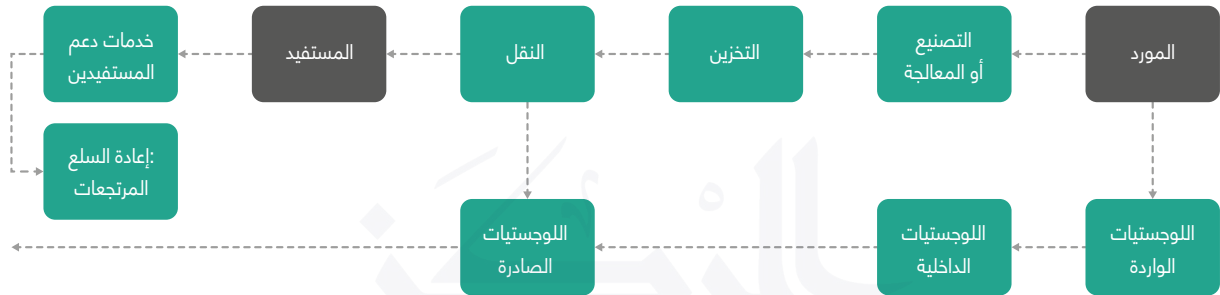 المورد
التصنيع
أو المعالجة
التخزين
النقل
المستفيد
خدمات دعم
المستفيدين
:إعادة السلع
المرتجعات
اللوجستيات
الواردة
اللوجستيات
الداخلية
اللوجستيات
الصادرة